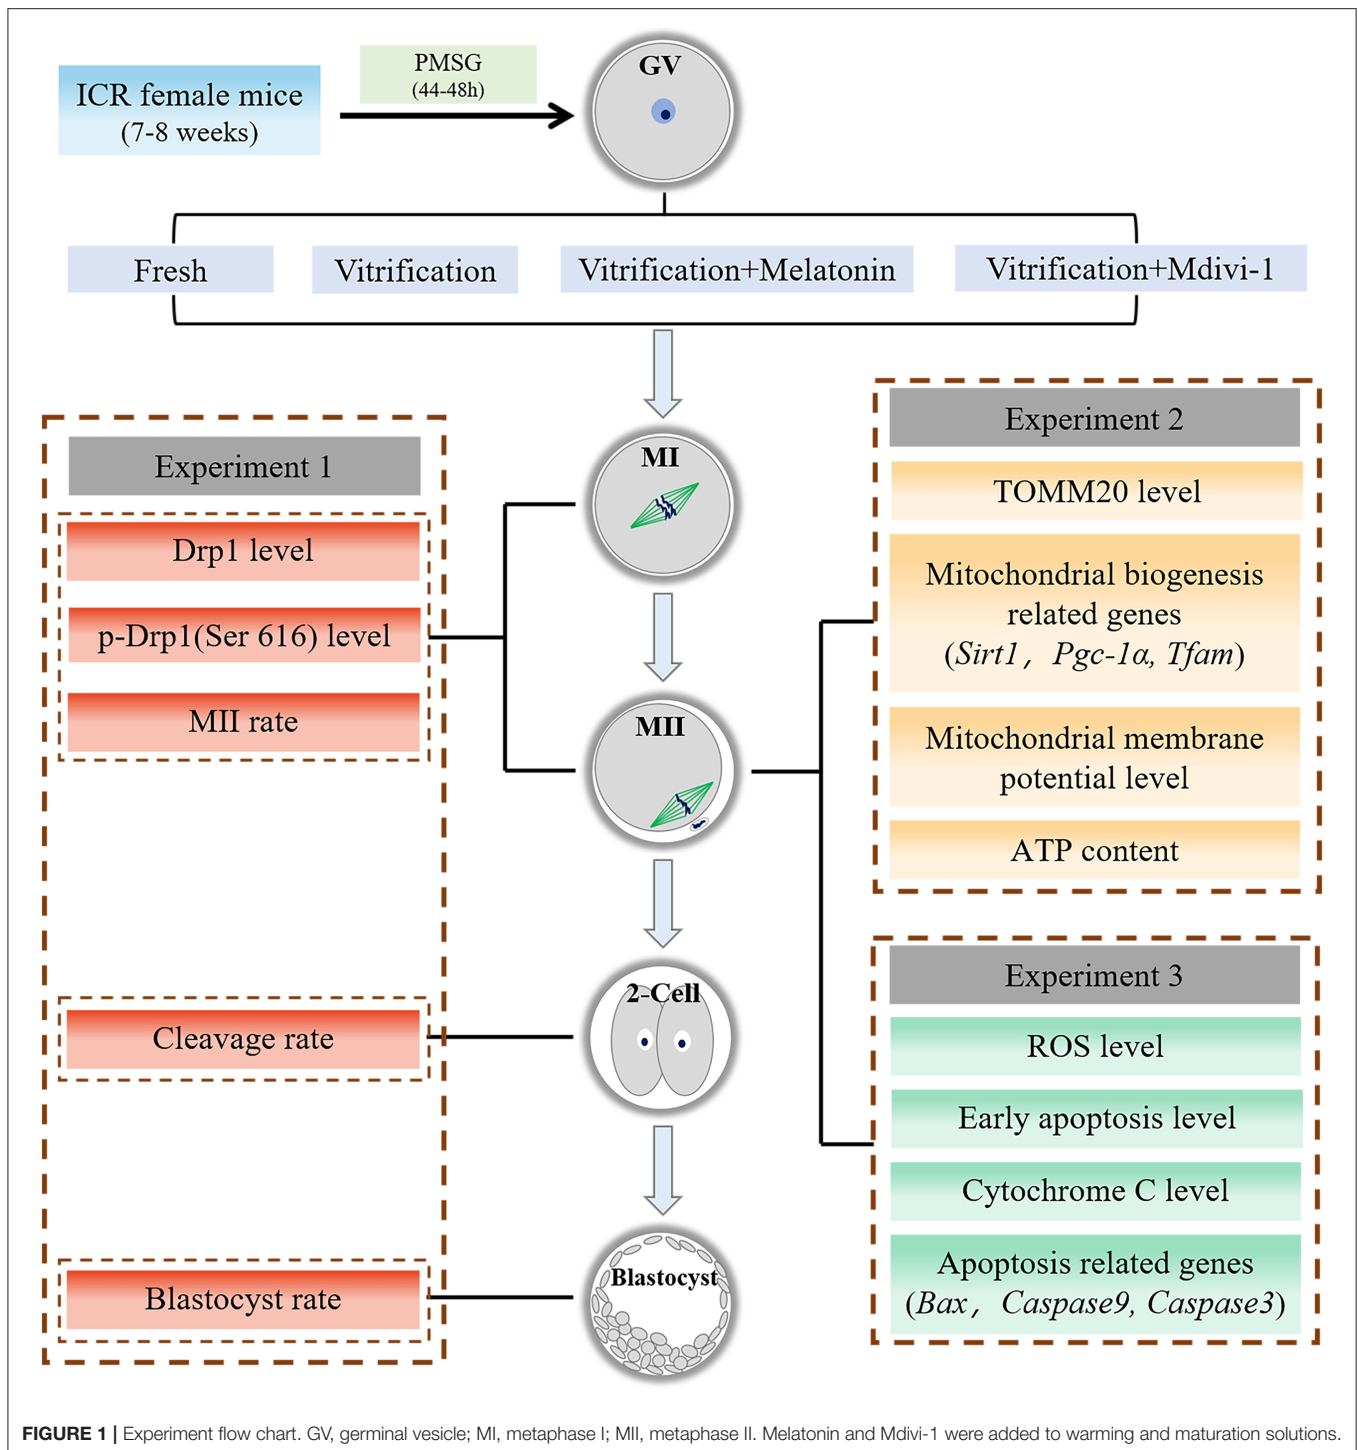 ICR female mice
(7-8 weeks)
PMSG
(44-48h)
GV
Fresh
Vitrification
Vitrification+Melatonin
Vitrification+Mdivi-1
Experiment 1
Drp1 level
p-Drp1(Ser 616) level
MII rate
Cleavage rate
Blastocyst rate
MI
MII
2-Cell
Blastocyst
Experiment 2
TOMM20 level
Mitochondrial biogenesis
related genes
(Sirt1, Pgc-1α, Tfam)
Mitochondrial membrane
potential level
ATP content
Experiment 3
ROS level
Early apoptosis level
Cytochrome C level
Apoptosis related genes
(Bax, Caspase9, Caspase3)
FIGURE 1 | Experiment flow chart. GV, germinal vesicle; MI, metaphase I; MII, metaphase II. Melatonin and Mdivi-1 were added to warming and maturation solutions.